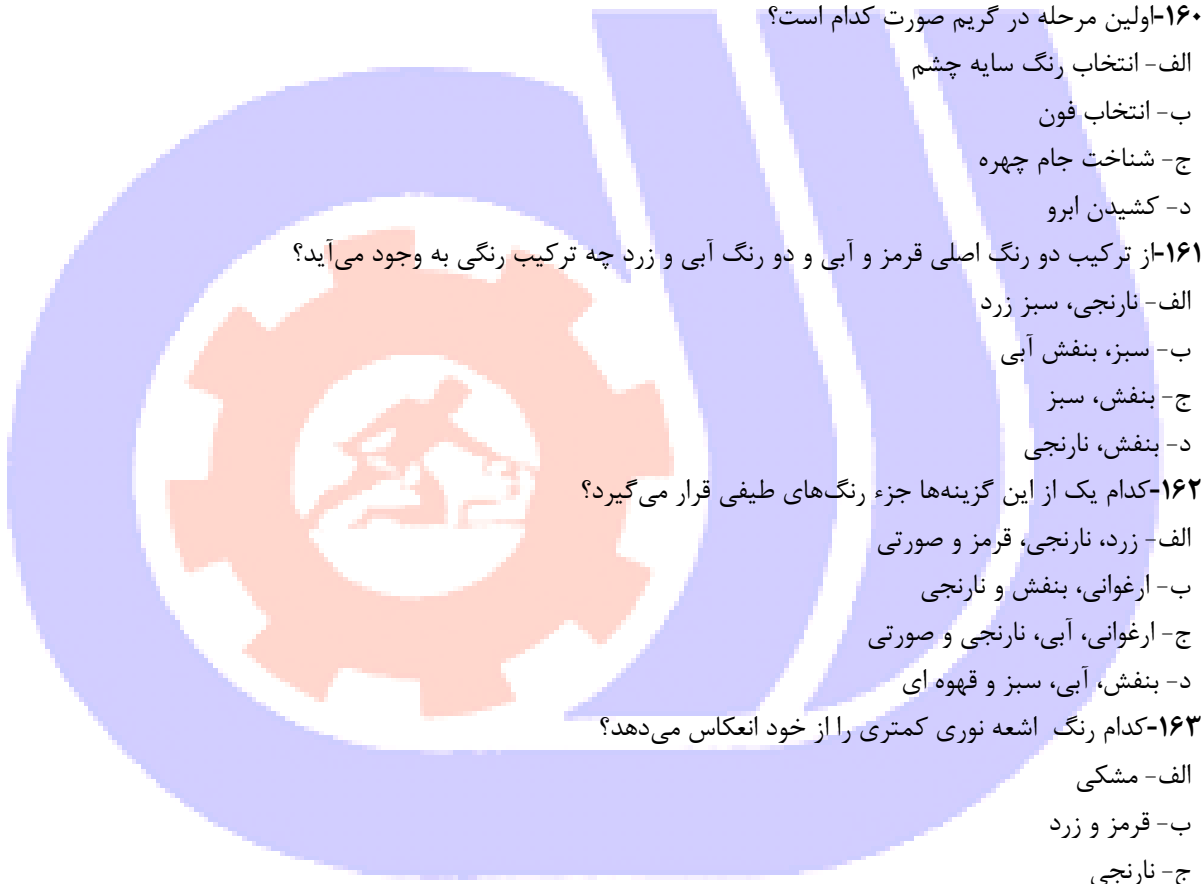 ۱۶۰-اولین مرحله در گریم صورت کدام است؟
الف- انتخاب رنگ سایه چشم
ب- انتخاب فون
ج- شناخت جام چهره
د- کشیدن ابرو
۱۶۱-از ترکیب دو رنگ اصلی قرمز و آبی و دو رنگ آبی و زرد چه ترکیب رنگی به وجود می‌آید؟
الف- نارنجی، سبز زرد
ب- سبز، بنفش آبی
ج- بنفش، سبز
د- بنفش، نارنجی
۱۶۲-کدام یک از این گزینه‌ها جزء رنگ‌های طیفی قرار می‌گیرد؟
الف- زرد، نارنجی، قرمز و صورتی
ب- ارغوانی، بنفش و نارنجی
ج- ارغوانی، آبی، نارنجی و صورتی
د- بنفش، آبی، سبز و قهوه ای
۱۶۳-کدام رنگ اشعه نوری کمتری را از خود انعکاس می‌دهد؟
الف- مشکی
ب- قرمز و زرد
ج- نارنجی